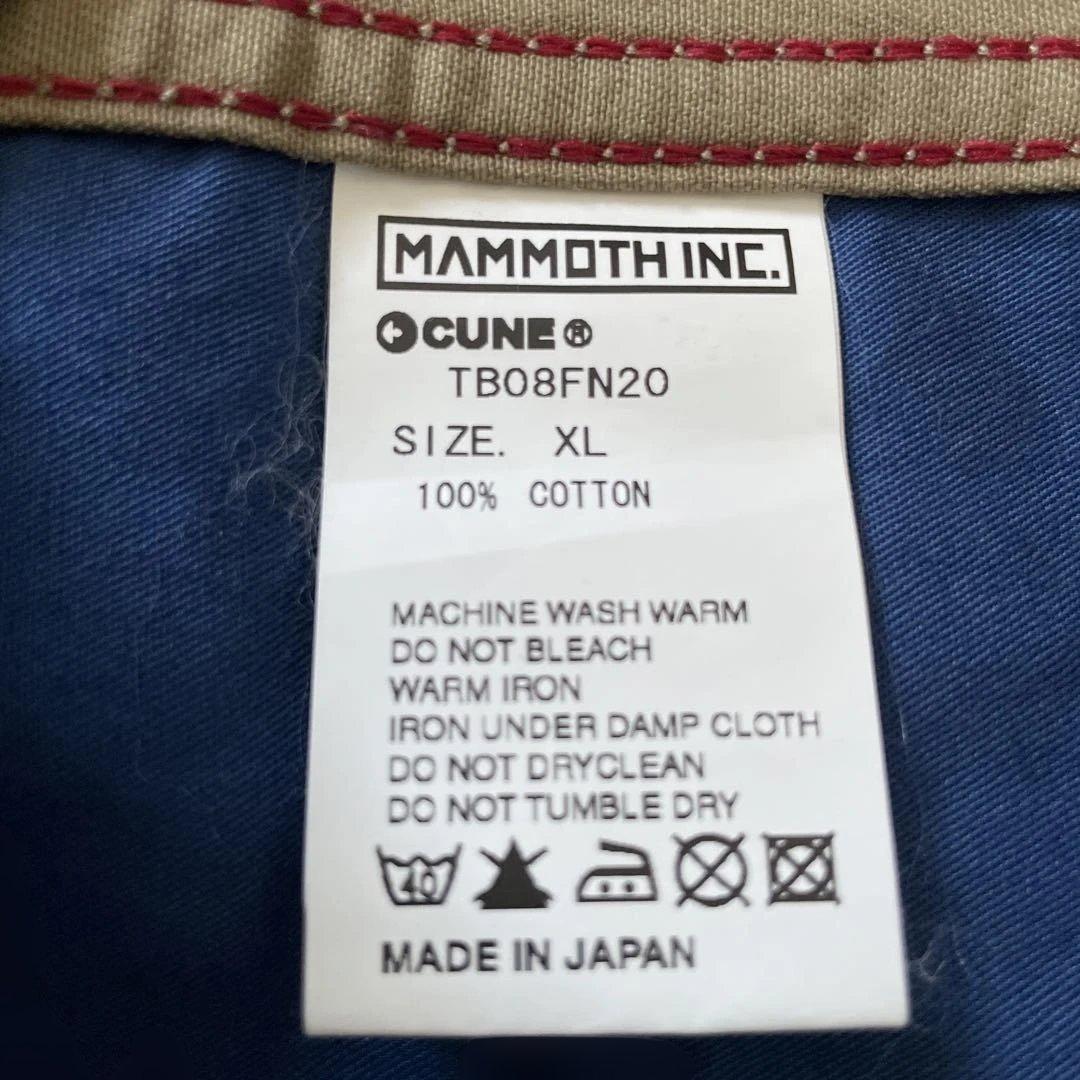 MAMMOTH INC.
CUNE®
TB08FN20
SIZE. XL
100% COTTON
MACHINE WASH WARM
DO NOT BLEACH
WARM IRON
IRON UNDER DAMP CLOTH
DO NOT DRYCLEAN
DO NOT TUMBLE DRY
40
MADE IN JAPAN